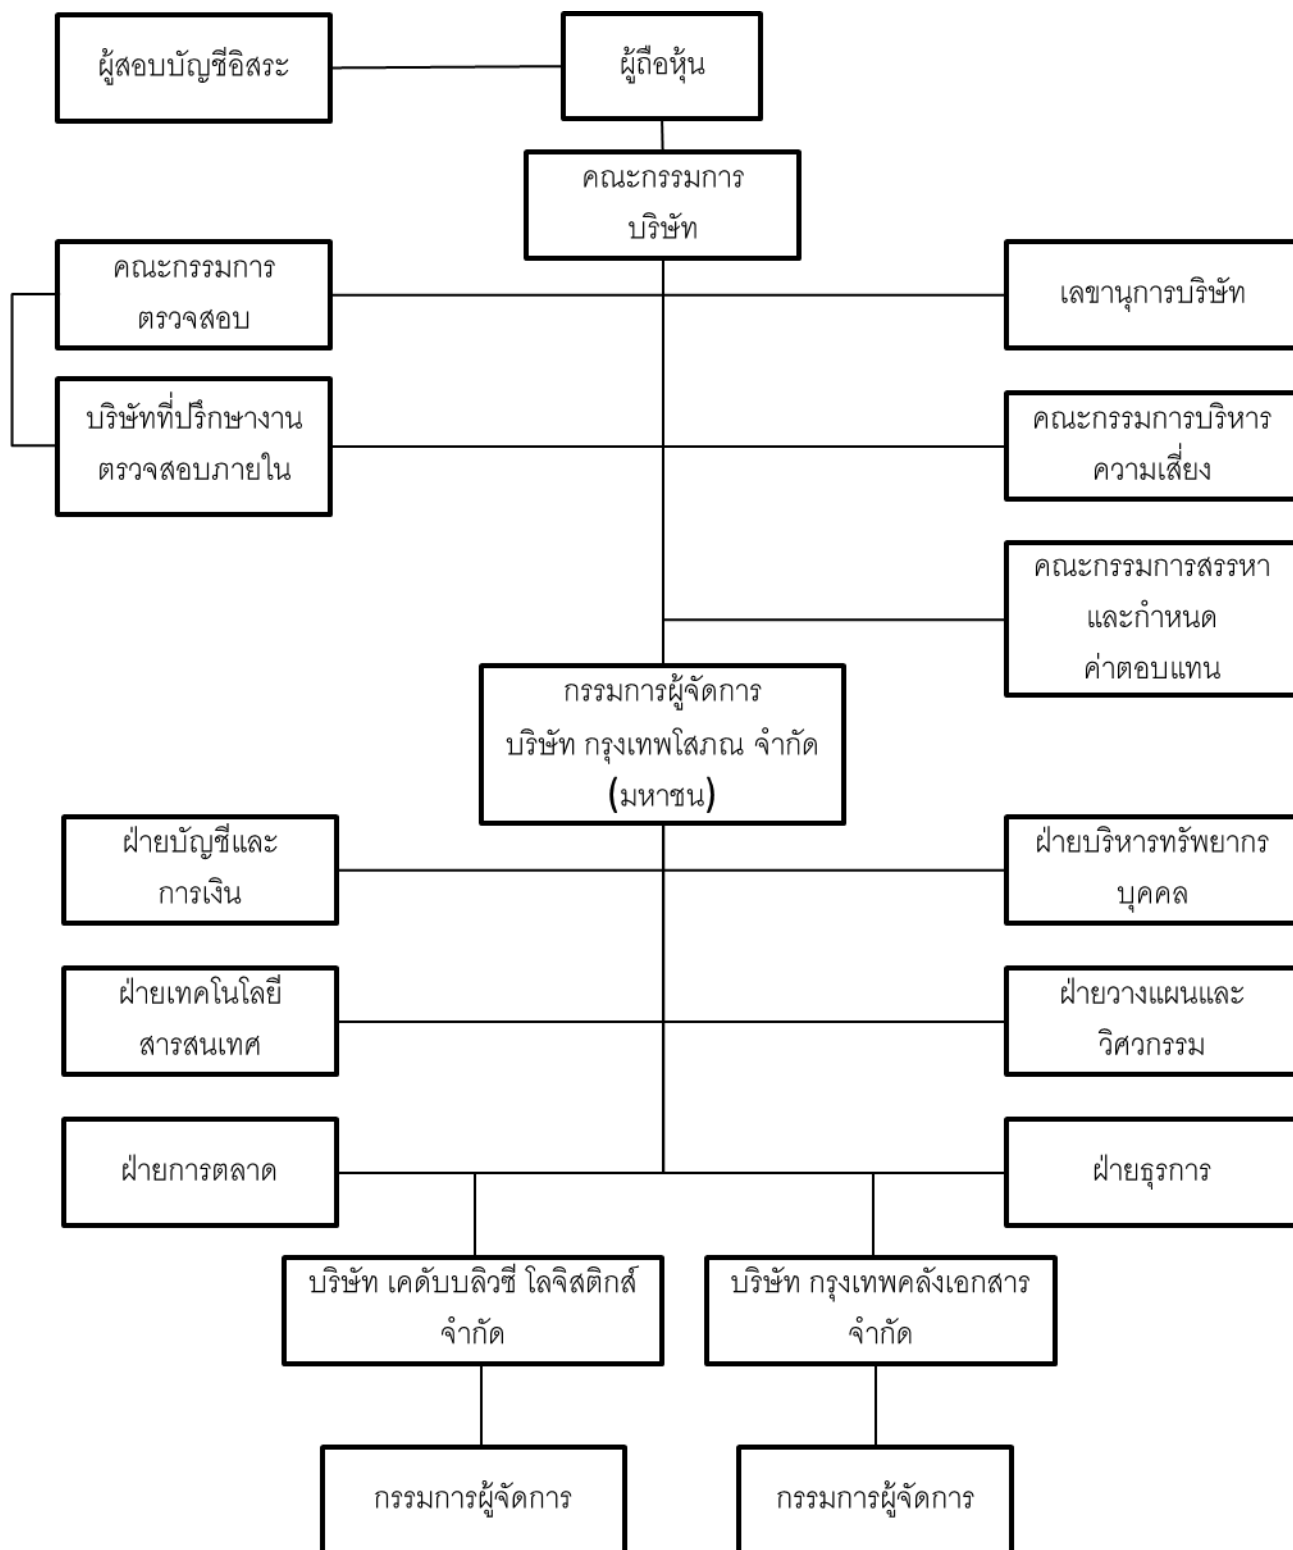 ผู้สอบบัญชีอิสระ
ผู้ถือหุ้น
คณะกรรมการ
บริษัท
คณะกรรมการ
ตรวจสอบ
เลขานุการบริษัท
บริษัทที่ปรึกษางาน
ตรวจสอบภายใน
คณะกรรมการบริหาร
ความเสี่ยง
คณะกรรมการสรรหา
และกำหนด
ค่าตอบแทน
กรรมการผู้จัดการ
บริษัท กรุงเทพโสภณ จำกัด
(มหาชน)
ฝ่ายบัญชีและ
การเงิน
ฝ่ายบริหารทรัพยากร
บุคคล
ฝ่ายเทคโนโลยี
สารสนเทศ
ฝ่ายวางแผนและ
วิศวกรรม
ฝ่ายการตลาด
ฝ่ายธุรการ
บริษัท เคดับบลิวซี โลจิสติกส์
จำกัด
บริษัท กรุงเทพคลังเอกสาร
จำกัด
กรรมการผู้จัดการ
กรรมการผู้จัดการ